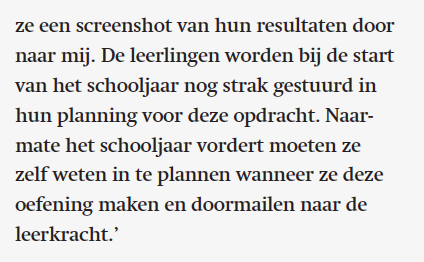 ze een screenshot van hun resultaten door
naar mij. De leerlingen worden bij de start
van het schooljaar nog strak gestuurd in
hun planning voor deze opdracht. Naar-
mate het schooljaar vordert moeten ze
zelf weten in te plannen wanneer ze deze
oefening maken en doormailen naar de
leerkracht.’